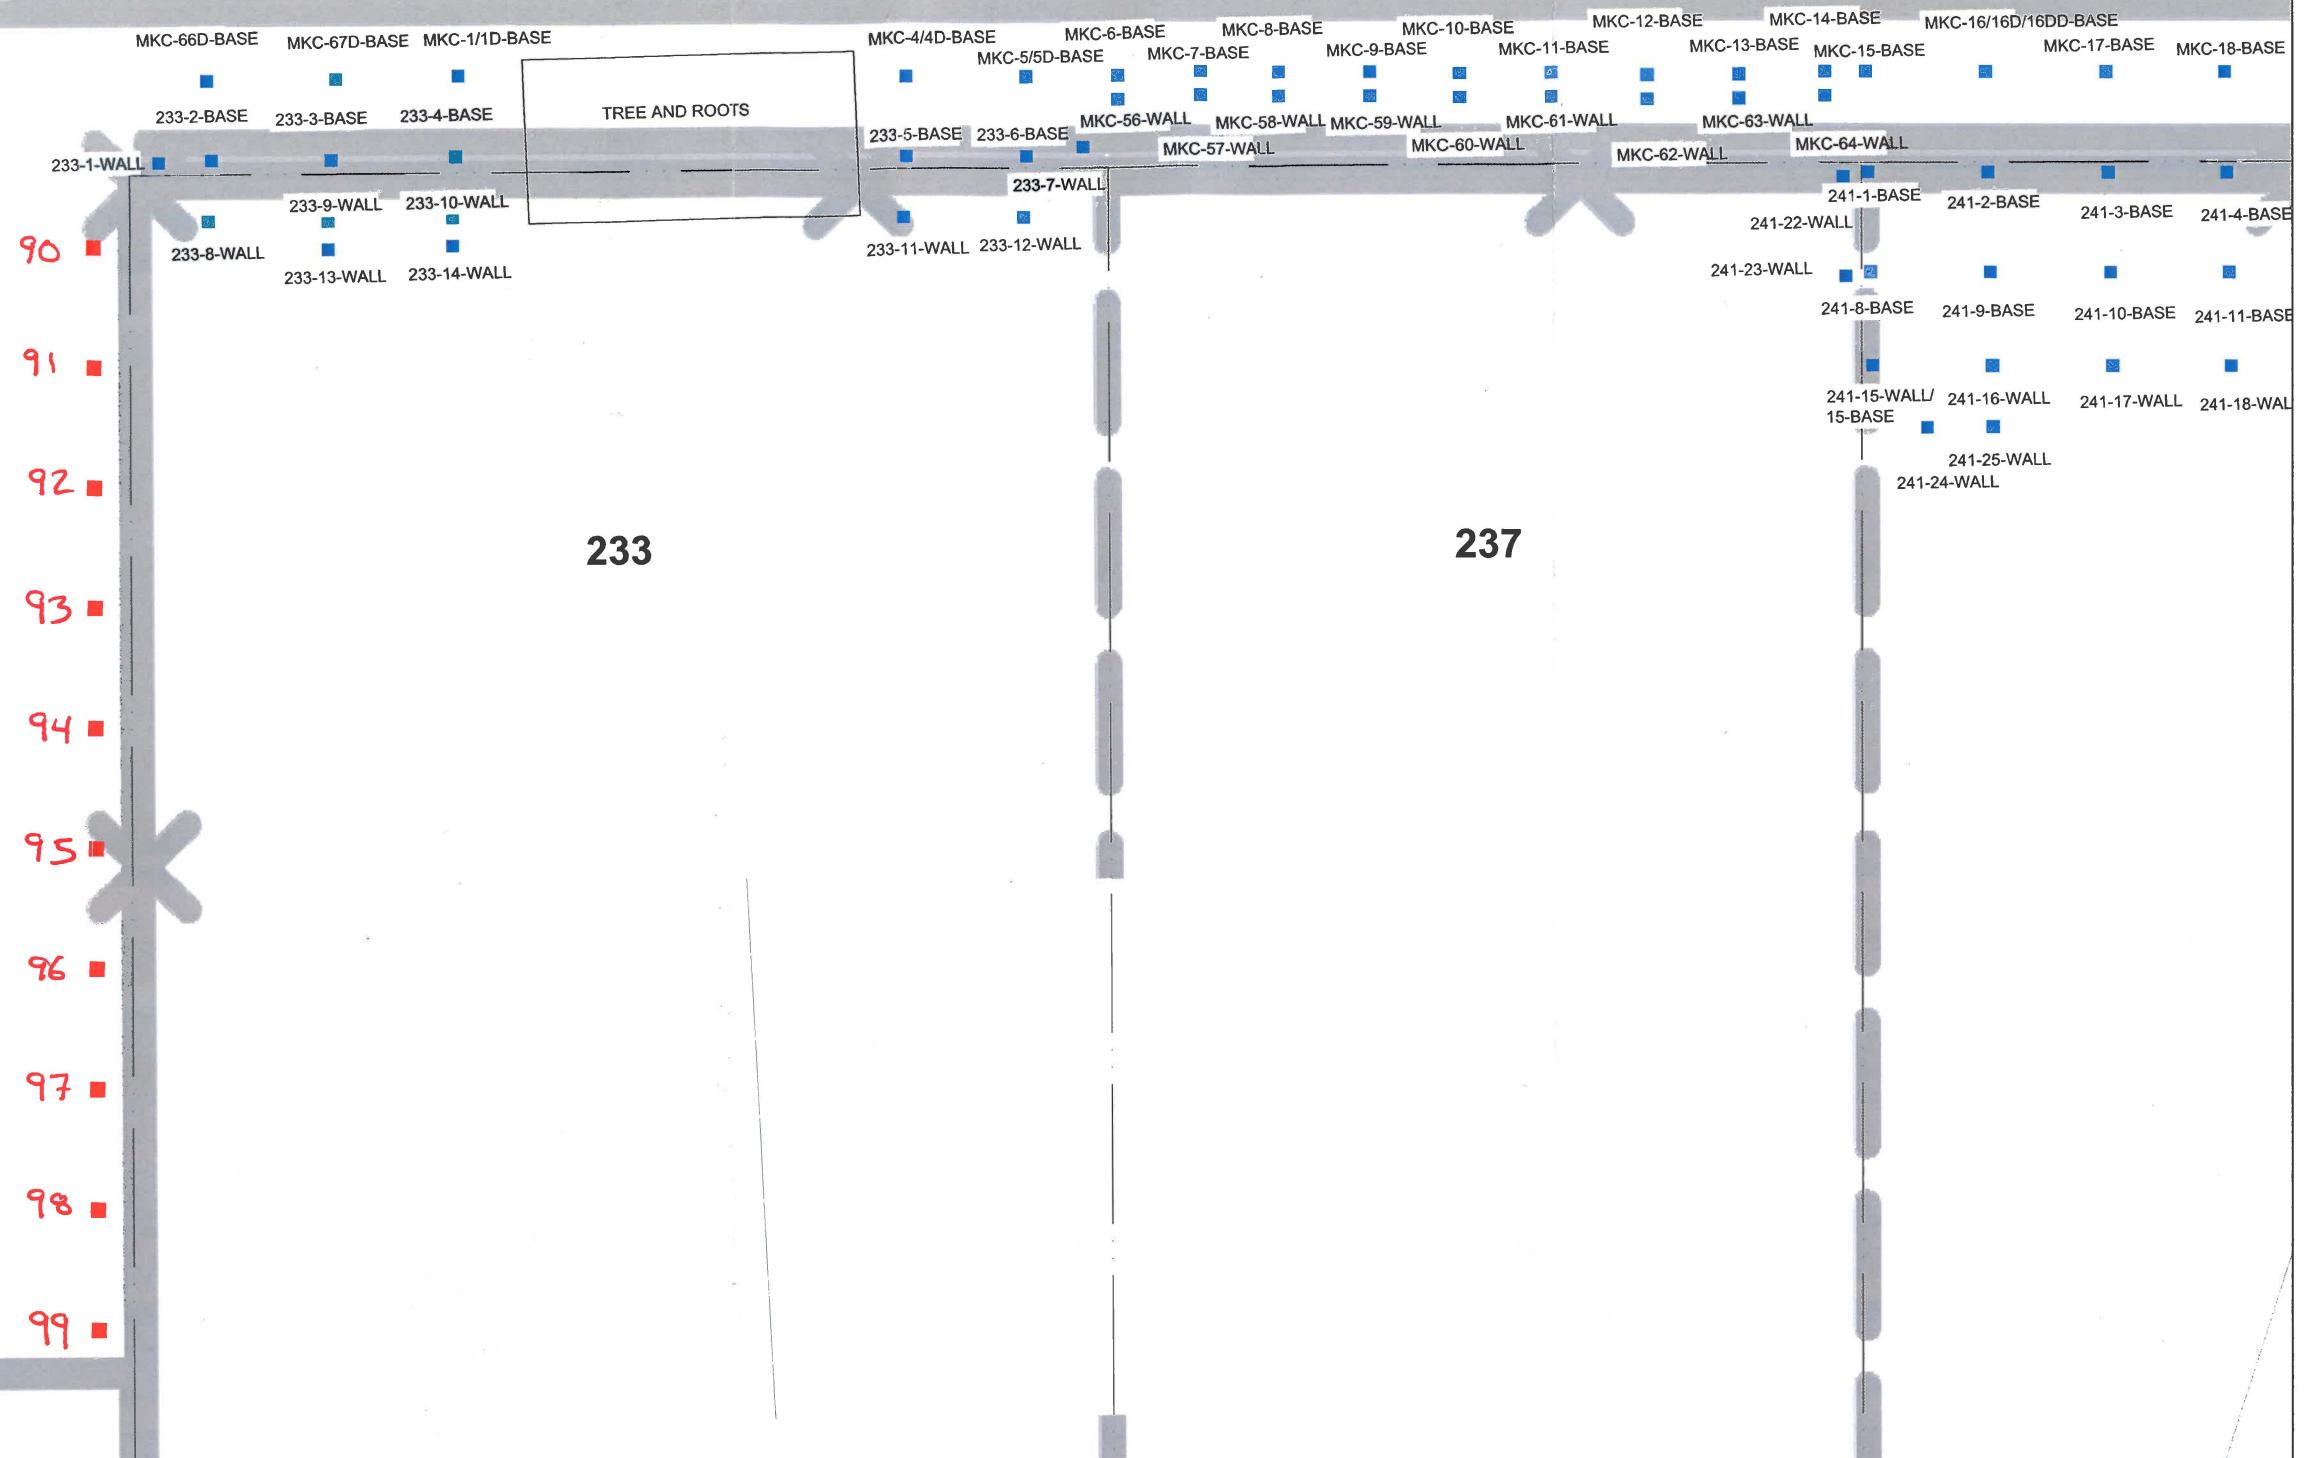 MKC-66D-BASE
MKC-67D-BASE
MKC-1/1D-BASE
MKC-4/4D-BASE
MKC-5/5D-BASE
MKC-6-BASE
MKC-7-BASE
MKC-8-BASE
MKC-9-BASE
MKC-10-BASE
MKC-11-BASE
MKC-12-BASE
MKC-13-BASE
MKC-14-BASE
MKC-15-BASE
MKC-16/16D/16DD-BASE
MKC-17-BASE
MKC-18-BASE
233-2-BASE
233-3-BASE
233-4-BASE
TREE AND ROOTS
233-5-BASE
233-6-BASE
MKC-56-WALL
MKC-57-WALL
MKC-58-WALL
MKC-59-WALL
MKC-60-WALL
MKC-61-WALL
MKC-62-WALL
MKC-63-WALL
MKC-64-WALL
233-1-WALL
233-7-WALL
233-9-WALL
233-10-WALL
241-1-BASE
241-2-BASE
241-3-BASE
241-4-BASE
241-22-WALL
233-8-WALL
233-13-WALL
233-14-WALL
233-11-WALL
233-12-WALL
241-23-WALL
241-8-BASE
241-9-BASE
241-10-BASE
241-11-BASE
241-15-WALL/
15-BASE
241-16-WALL
241-17-WALL
241-18-WAL
241-25-WALL
241-24-WALL
233
237
90
91
92
93
94
95
96
97
98
99